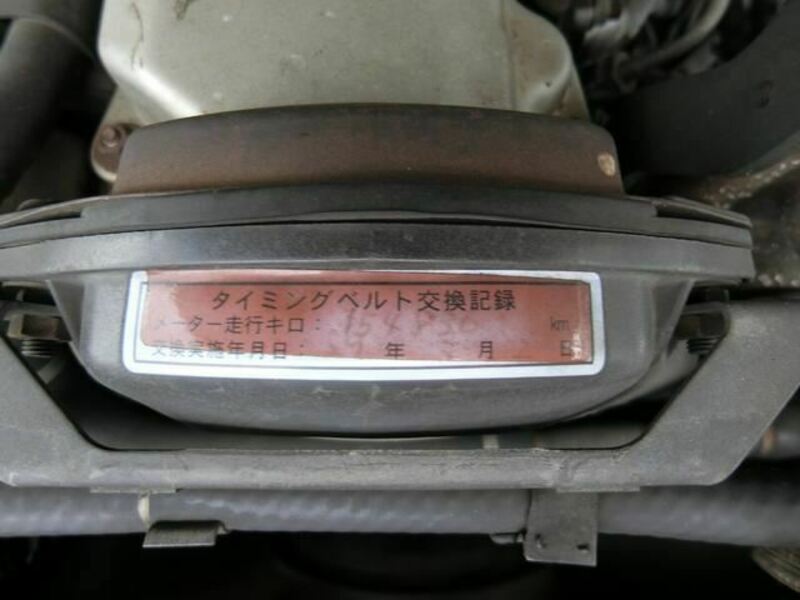 タイミングベルト交換記録
メーター走行キロ： km
交換実施年月日： 年 月 日